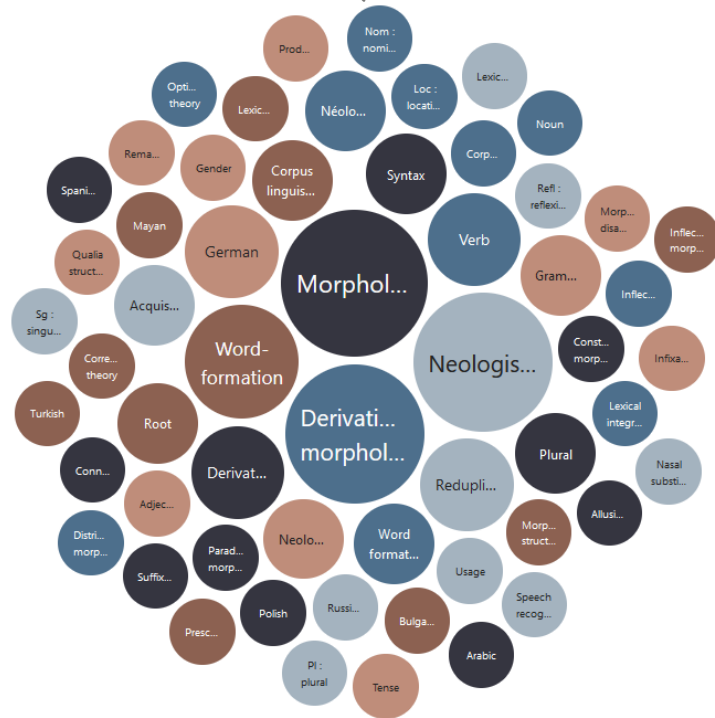 Nom :
nomi...
Prod...
Lexic...
Opti...
theory
Loc :
locati...
Lexic...
Néolo...
Noun
Rema...
Gender
Corpus
linguis...
Syntax
Corp...
Spani...
Refl :
reflexi...
Mayan
Morp...
disa...
German
Verb
Inflec...
morp...
Qualia
struct...
Gram...
Morphol...
Inflec...
Sg :
singu...
Acquis...
Const...
morp...
Infixa...
Corre...
theory
Word-
formation
Neologis...
Turkish
Root
Lexical
integr...
Derivati...
morphol...
Plural
Conn...
Derivat...
Redupli...
Nasal
substi...
Adjec...
Allusi...
Distri...
morp...
Parad...
morp...
Neolo...
Word
format...
Morp...
struct...
Suffix...
Usage
Russi...
Speech
recog...
Polish
Bulga...
Presc...
Arabic
Pl :
plural
Tense